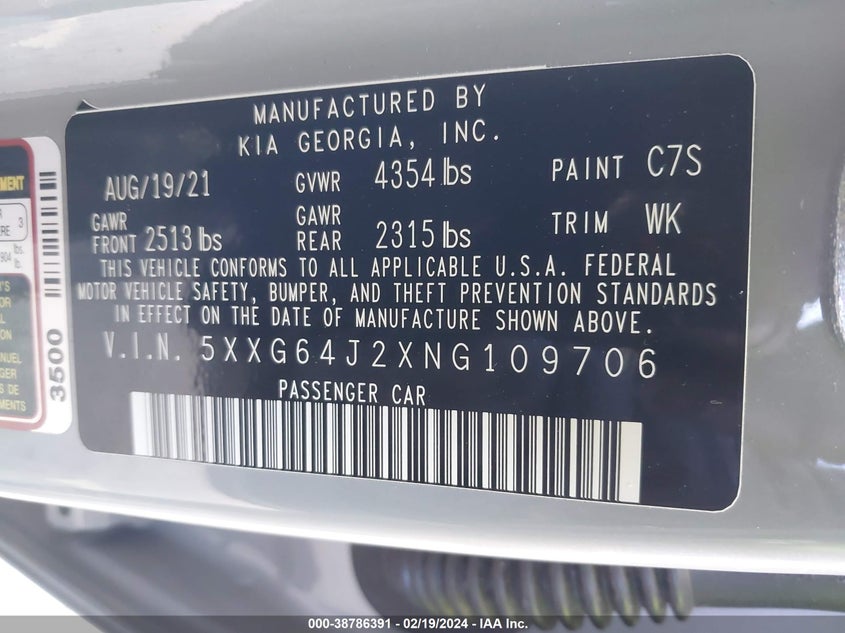 MANUFACTURED BY
KIA GEORGIA, INC.
AUG/19/21 GVWR 4354 lbs PAINT C7S
GAWR FRONT 2513 lbs GAWR REAR 2315 lbs TRIM WK
THIS VEHICLE CONFORMS TO ALL APPLICABLE U.S.A. FEDERAL
MOTOR VEHICLE SAFETY, BUMPER, AND THEFT PREVENTION STANDARDS
IN EFFECT ON THE DATE OF MANUFACTURE SHOWN ABOVE.
V.I.N. 5XXG64J2XNG109706
PASSENGER CAR
3500
3
904 lbs.
000-38786391 - 02/19/2024 - IAA Inc.